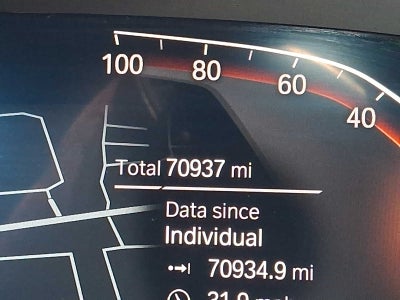 100 80 60 40
Total 70937 mi
Data since
Individual
70934.9 mi